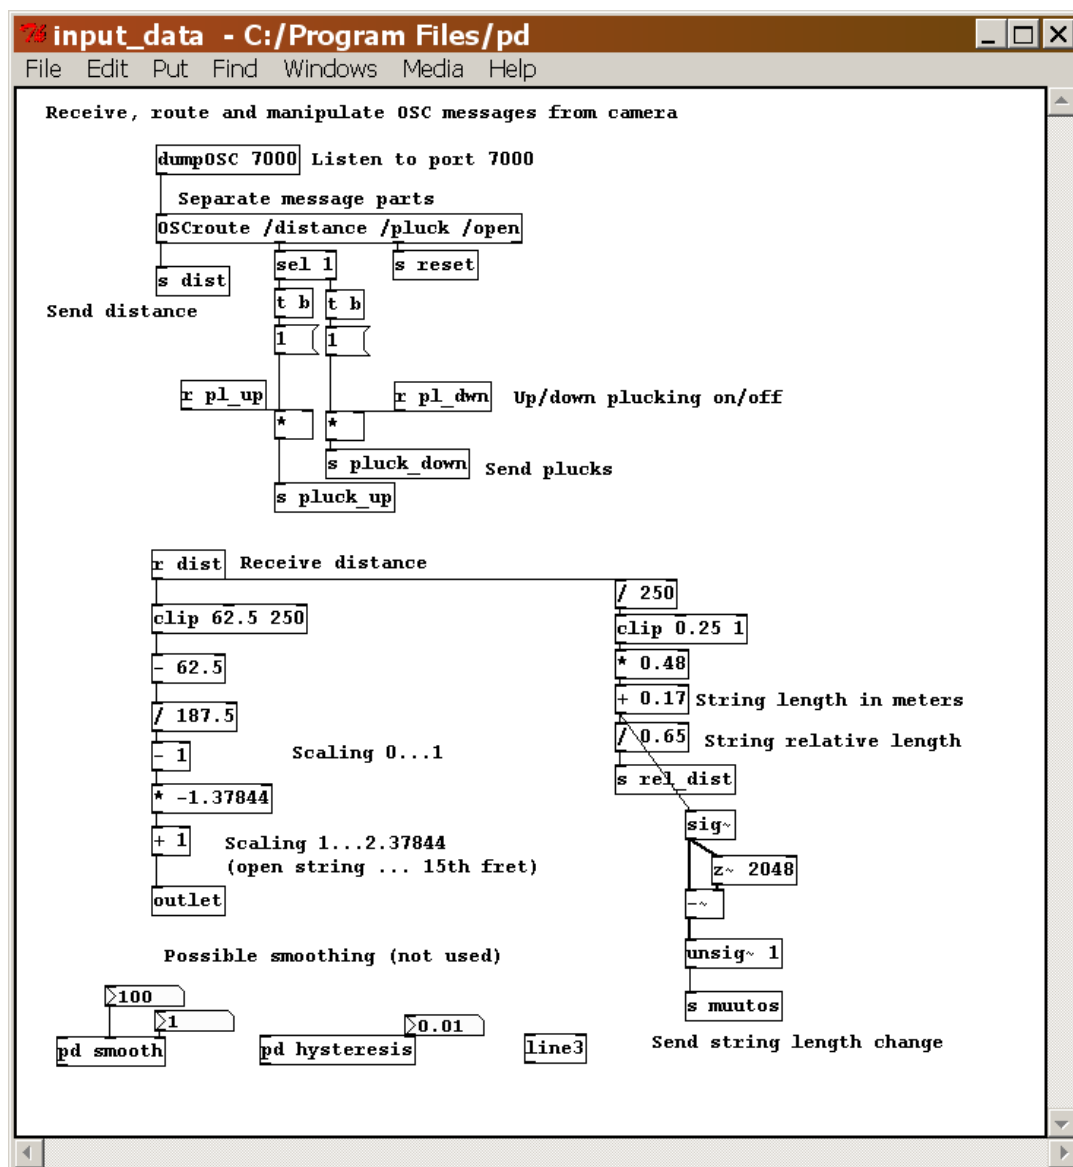 input_data - C:/Program Files/pd
File Edit Put Find Windows Media Help
Receive, route and manipulate OSC messages from camera
dumpOSC 7000 Listen to port 7000
Separate message parts
OSCroute /distance /pluck /open
sel 1 s reset
s dist
t b t b
Send distance
1 1
r pl_up r pl_dwn Up/down plucking on/off
* *
s pluck_down Send plucks
s pluck_up
r dist Receive distance
/ 250
clip 62.5 250 clip 0.25 1
- 62.5 * 0.48
+ 0.17 String length in meters
/ 187.5 / 0.65 String relative length
- 1 Scaling 0...1
s rel_dist
* -1.37844
sig~
+ 1 Scaling 1...2.37844
(open string ... 15th fret) z~ 2048
outlet -~
Possible smoothing (not used) unsig~ 1
100 s muutos
1 0.01
pd smooth pd hysteresis line3 Send string length change